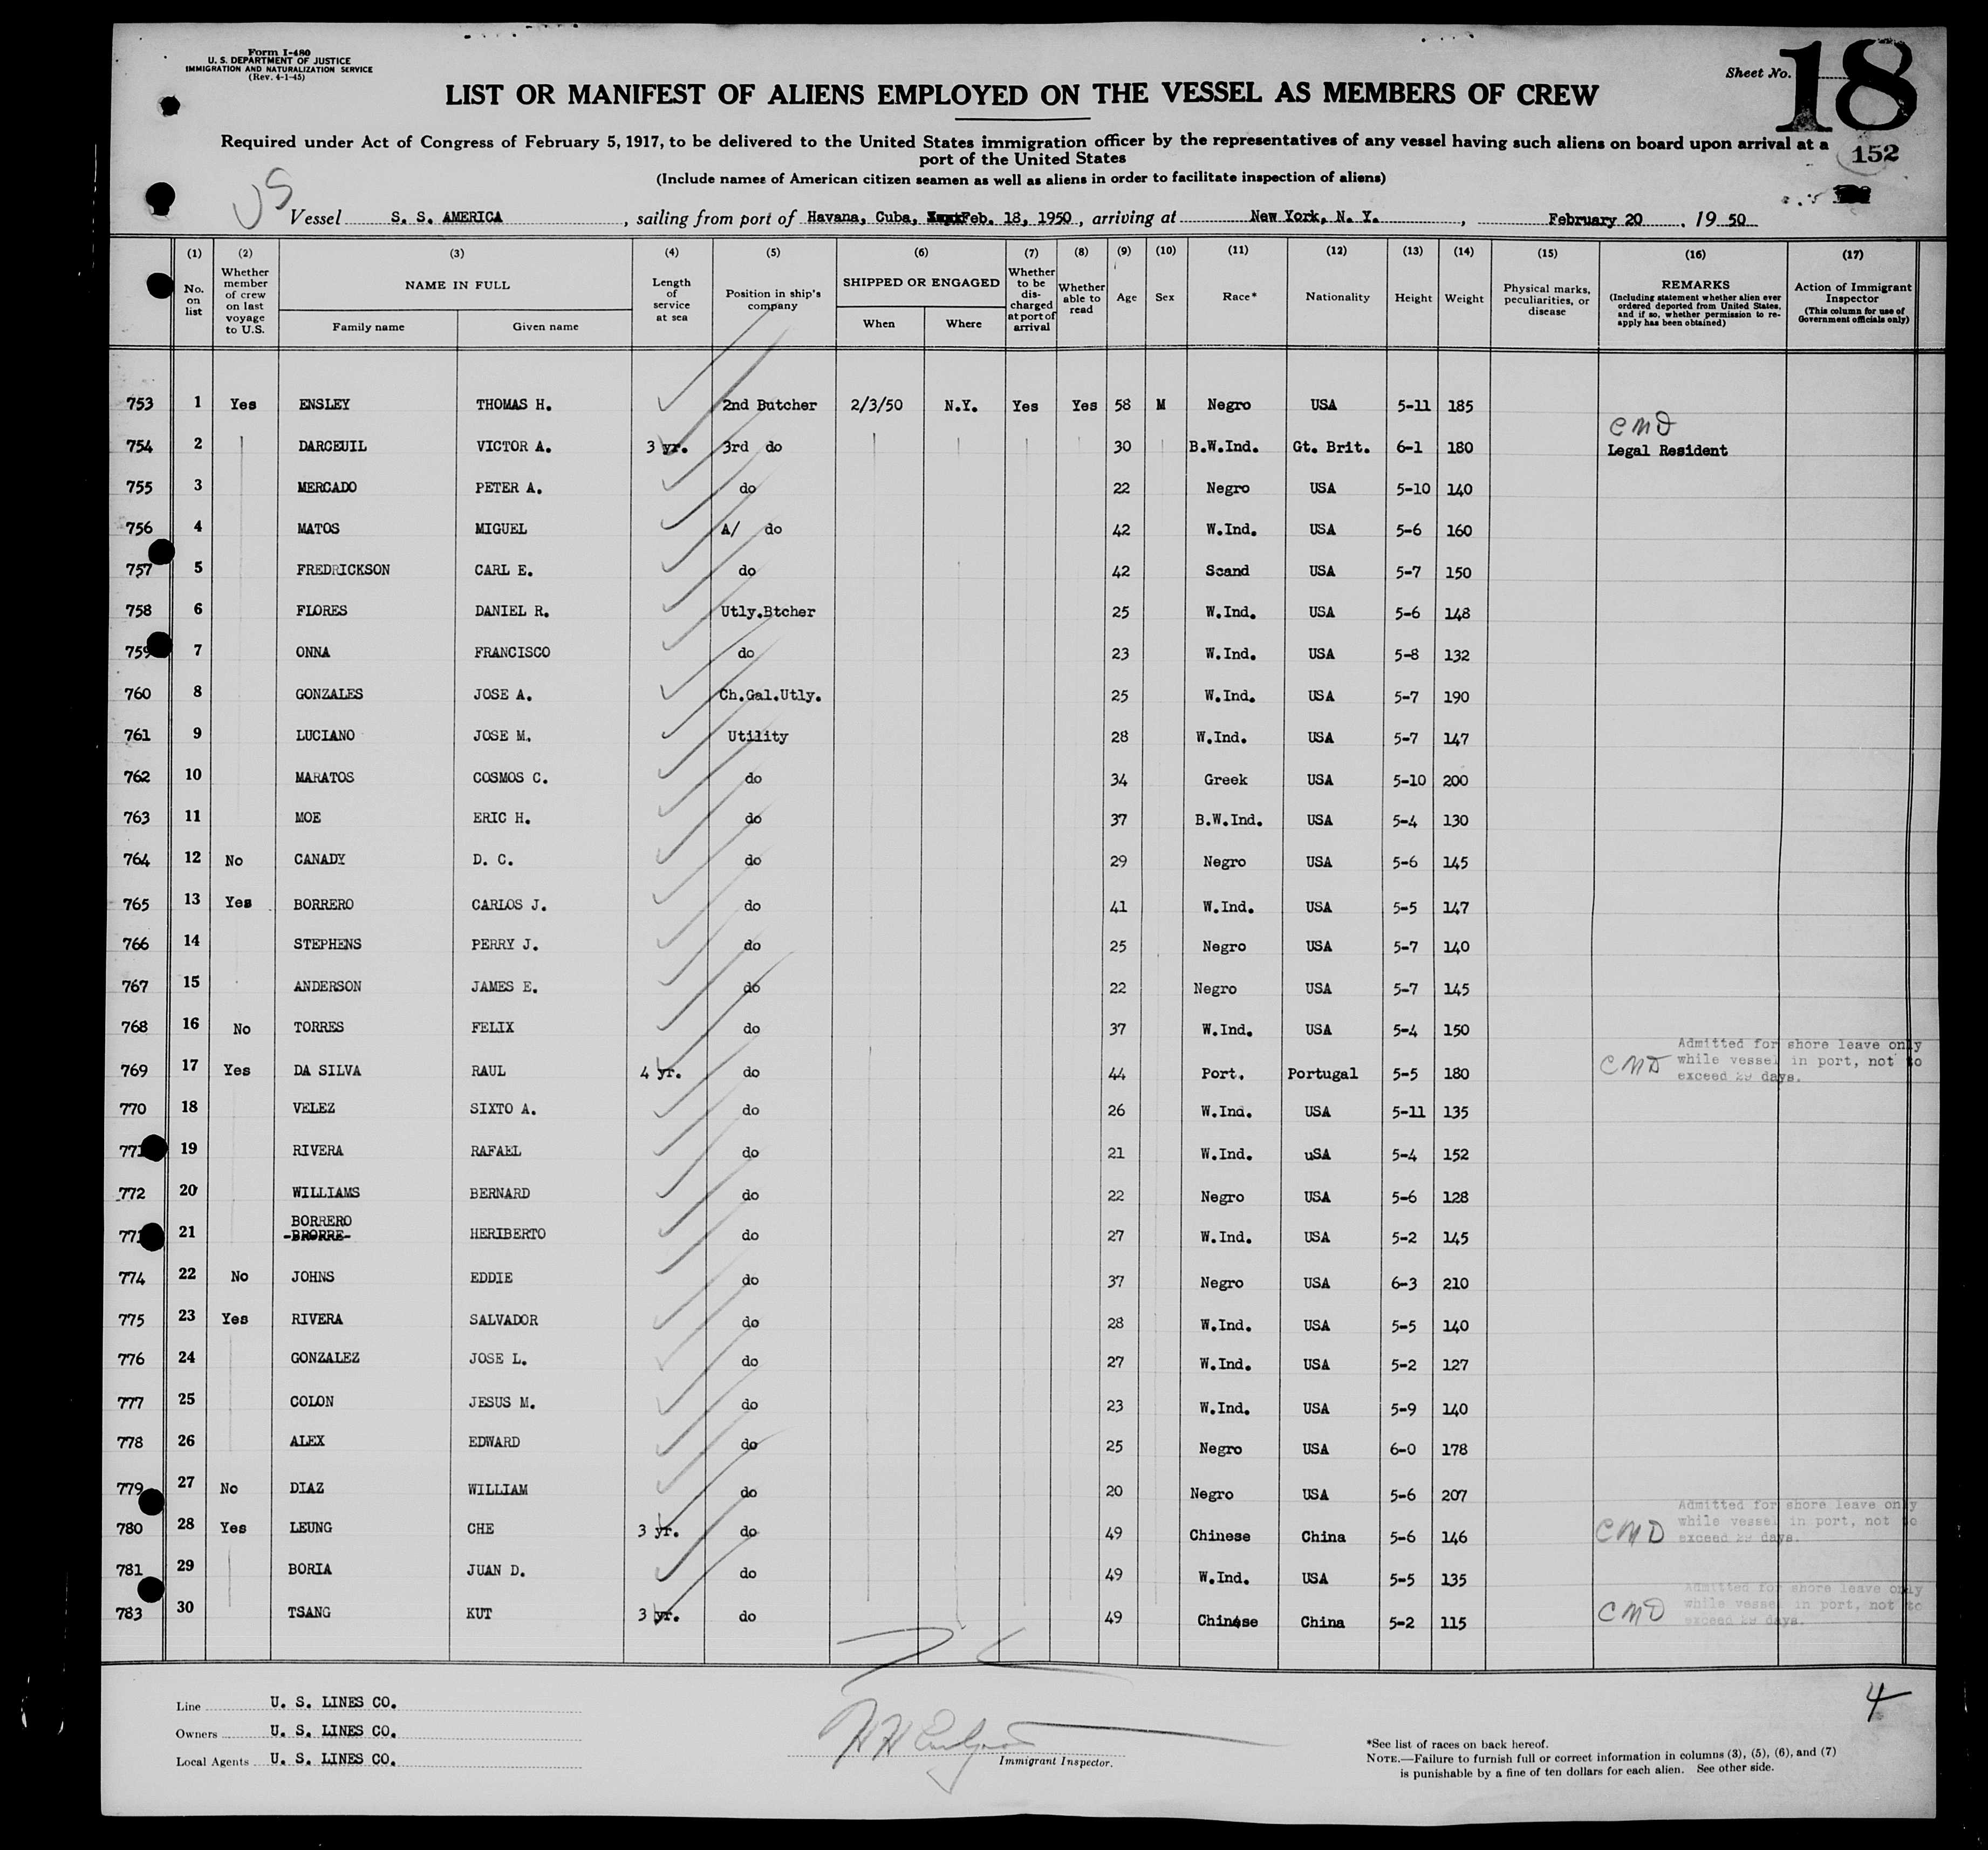 Form I-480
U. S. DEPARTMENT OF JUSTICE
IMMIGRATION AND NATURALIZATION SERVICE
(Rev. 4-1-45)
Sheet No. 18
LIST OR MANIFEST OF ALIENS EMPLOYED ON THE VESSEL AS MEMBERS OF CREW
Required under Act of Congress of February 5, 1917, to be delivered to the United States immigration officer by the representatives of any vessel having such aliens on board upon arrival at a
port of the United States
152
(Include names of American citizen seamen as well as aliens in order to facilitate inspection of aliens)
US
Vessel S. S. AMERICA, sailing from port of Havana, Cuba, Feb. 18, 1950, arriving at New York, N. Y., February 20, 1950
(1) (2) (3) (4) (5) (6) (7) (8) (9) (10) (11) (12) (13) (14) (15) (16) (17)
No. on list
Whether member of crew on last voyage to U.S.
NAME IN FULL
Family name Given name
Length of service at sea
Position in ship's company
SHIPPED OR ENGAGED
When Where
Whether to be discharged at port of arrival
Whether able to read
Age
Sex
Race*
Nationality
Height
Weight
Physical marks, peculiarities, or disease
REMARKS
(Including statement whether alien ever ordered deported from United States, and if so, whether permission to reapply has been obtained)
Action of Immigrant Inspector
(This column for use of Government officials only)
753 1 Yes ENSLEY THOMAS H. 2nd Butcher 2/3/50 N.Y. Yes Yes 58 M Negro USA 5-11 185
CMD
754 2 DARCEUIL VICTOR A. 3 yr. 3rd do 30 B.W.Ind. Gt. Brit. 6-1 180 Legal Resident
755 3 MERCADO PETER A. do 22 Negro USA 5-10 140
756 4 MATOS MIGUEL A/ do 42 W.Ind. USA 5-6 160
757 5 FREDRICKSON CARL E. do 42 Scand USA 5-7 150
758 6 FLORES DANIEL R. Utly.Btcher 25 W.Ind. USA 5-6 148
759 7 ONNA FRANCISCO do 23 W.Ind. USA 5-8 132
760 8 GONZALES JOSE A. Ch.Gal.Utly. 25 W.Ind. USA 5-7 190
761 9 LUCIANO JOSE M. Utility 28 W.Ind. USA 5-7 147
762 10 MARATOS COSMOS C. do 34 Greek USA 5-10 200
763 11 MOE ERIC H. do 37 B.W.Ind. USA 5-4 130
764 12 No CANADY D. C. do 29 Negro USA 5-6 145
765 13 Yes BORRERO CARLOS J. do 41 W.Ind. USA 5-5 147
766 14 STEPHENS PERRY J. do 25 Negro USA 5-7 140
767 15 ANDERSON JAMES E. do 22 Negro USA 5-7 145
768 16 No TORRES FELIX do 37 W.Ind. USA 5-4 150
769 17 Yes DA SILVA RAUL 4 yr. do 44 Port. Portugal 5-5 180 CMD
Admitted for shore leave only
while vessel in port, not to
exceed 29 days.
770 18 VELEZ SIXTO A. do 26 W.Ind. USA 5-11 135
771 19 RIVERA RAFAEL do 21 W.Ind. uSA 5-4 152
772 20 WILLIAMS BERNARD do 22 Negro USA 5-6 128
BORRERO
773 21 BRORRE HERIBERTO do 27 W.Ind. USA 5-2 145
774 22 No JOHNS EDDIE do 37 Negro USA 6-3 210
775 23 Yes RIVERA SALVADOR do 28 W.Ind. USA 5-5 140
776 24 GONZALEZ JOSE L. do 27 W.Ind. USA 5-2 127
777 25 COLON JESUS M. do 23 W.Ind. USA 5-9 140
778 26 ALEX EDWARD do 25 Negro USA 6-0 178
779 27 No DIAZ WILLIAM do 20 Negro USA 5-6 207
780 28 Yes LEUNG CHE 3 yr. do 49 Chinese China 5-6 146 CMD
Admitted for shore leave only
while vessel in port, not to
exceed 29 days.
781 29 BORIA JUAN D. do 49 W.Ind. USA 5-5 135
783 30 TSANG KUT 3 yr. do 49 Chinese China 5-2 115 CMD
Admitted for shore leave only
while vessel in port, not to
exceed 29 days.
4
Line U. S. LINES CO.
Owners U. S. LINES CO.
Local Agents U. S. LINES CO.
Immigrant Inspector.
*See list of races on back hereof.
NOTE.—Failure to furnish full or correct information in columns (3), (5), (6), and (7)
is punishable by a fine of ten dollars for each alien. See other side.